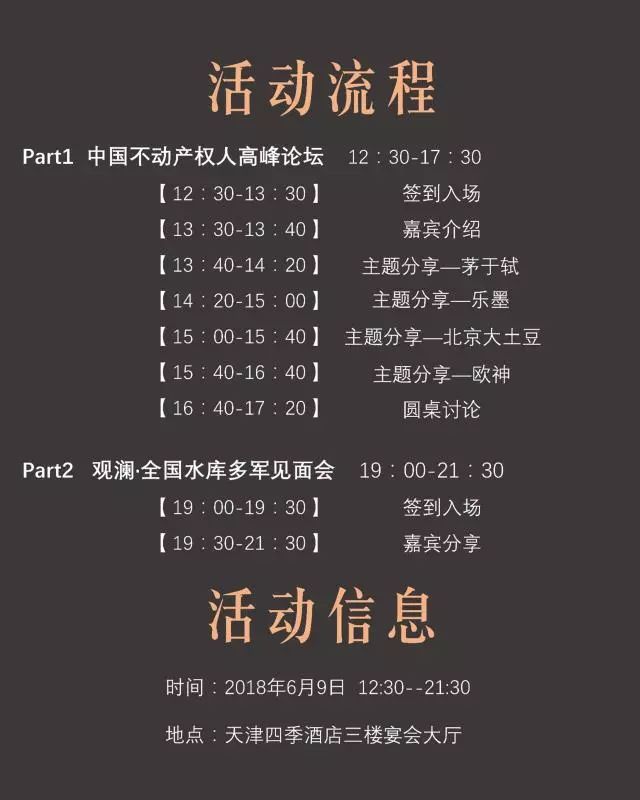 活动流程
Part1 中国不动产权人高峰论坛 12：30-17：30
【12：30-13：30】 签到入场
【13：30-13：40】 嘉宾介绍
【13：40-14：20】 主题分享—茅于轼
【14：20-15：00】 主题分享—乐墨
【15：00-15：40】 主题分享—北京大土豆
【15：40-16：40】 主题分享—欧神
【16：40-17：20】 圆桌讨论
Part2 观澜·全国水库多军见面会 19：00-21：30
【19：00-19：30】 签到入场
【19：30-21：30】 嘉宾分享
活动信息
时间：2018年6月9日 12:30--21:30
地点：天津四季酒店三楼宴会大厅